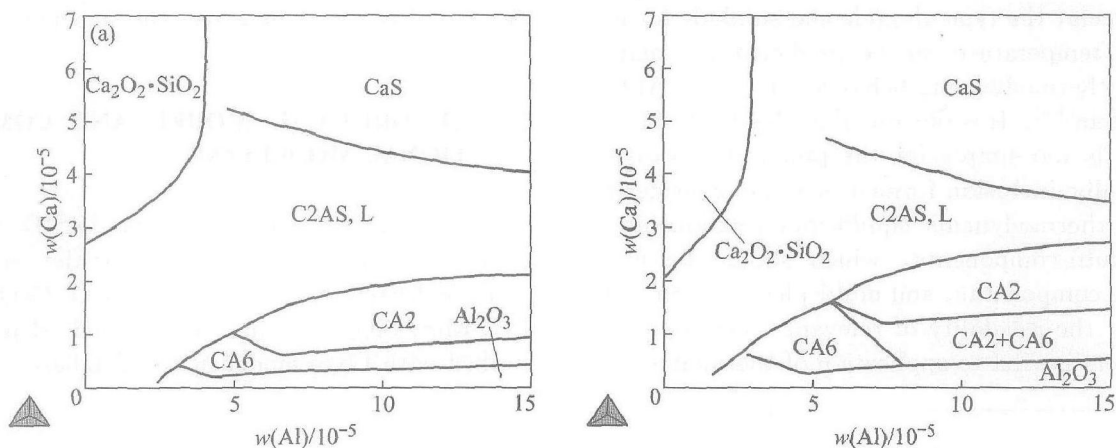 (a)
7
6
5
4
3
2
1
0
w(Ca)/10⁻⁵
Ca₂O₂•SiO₂
CaS
C2AS, L
CA2
Al₂O₃
CA6
5
10
15
w(Al)/10⁻⁵
7
6
5
4
3
2
1
0
w(Ca)/10⁻⁵
CaS
C2AS, L
Ca₂O₂•SiO₂
CA2
CA6
CA2+CA6
Al₂O₃
5
10
15
w(Al)/10⁻⁵